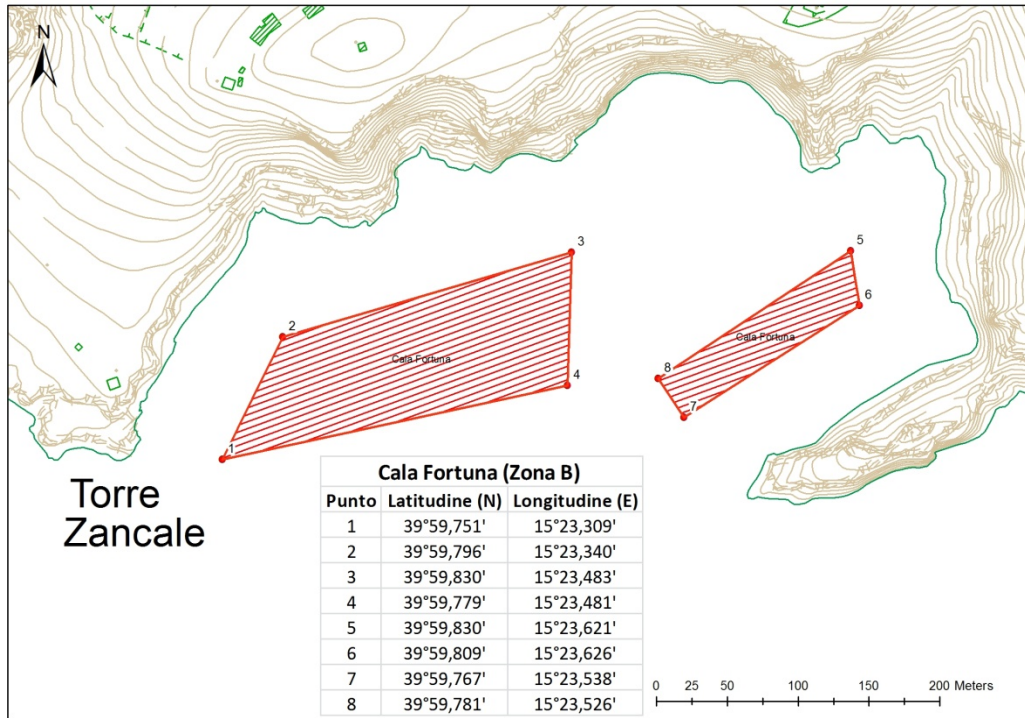 N
3
5
2
6
Cala Fortuna
Cala Fortuna
8
4
7
1
Torre
Zancale
Cala Fortuna (Zona B)
Punto Latitudine (N) Longitudine (E)
1 39°59,751' 15°23,309'
2 39°59,796' 15°23,340'
3 39°59,830' 15°23,483'
4 39°59,779' 15°23,481'
5 39°59,830' 15°23,621'
6 39°59,809' 15°23,626'
7 39°59,767' 15°23,538'
8 39°59,781' 15°23,526'
0 25 50 100 150 200 Meters